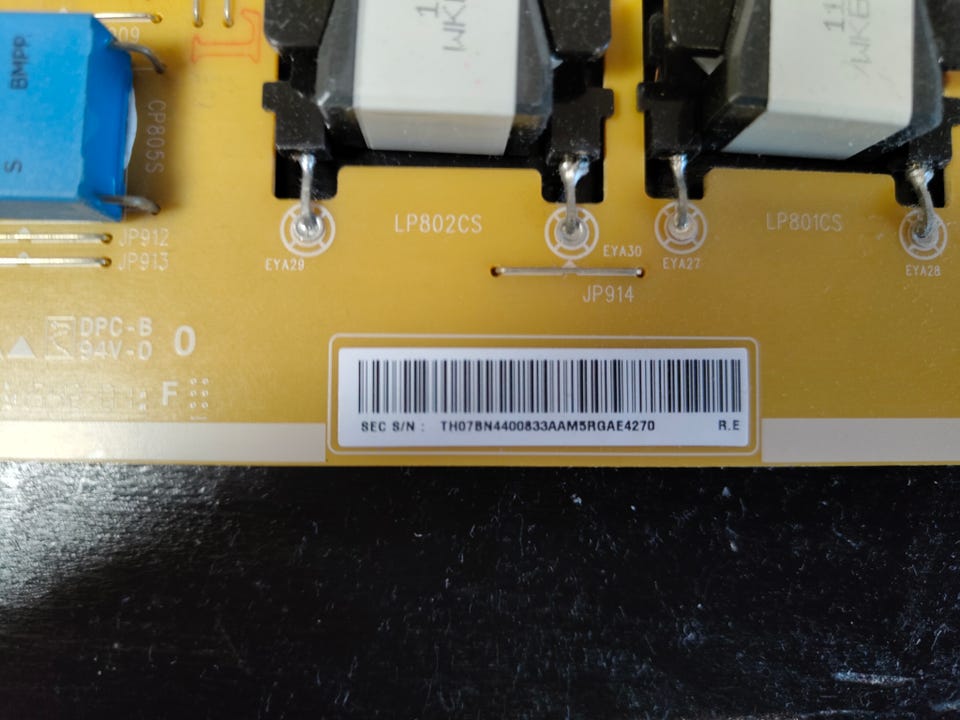 BMPP
S
CP805S
LP802CS
LP801CS
EYA29
EYA30
EYA27
EYA28
JP912
JP913
JP914
DPC-B
94V-0
0
F
SEC S/N : TH07BN4400833AAM5RGAE4270 R.E